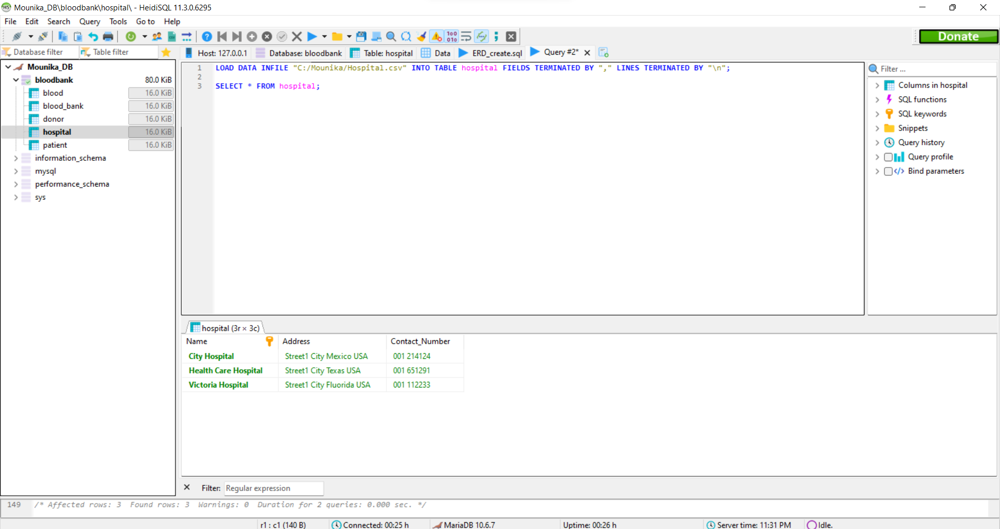 Mounika_DB\bloodbank\hospital\ - HeidiSQL 11.3.0.6295
File Edit Search Query Tools Go to Help
Donate
Database filter Table filter
Host: 127.0.0.1 Database: bloodbank Table: hospital Data ERD_create.sql Query #2*
Mounika_DB
bloodbank 80.0 KiB
blood 16.0 KiB
blood_bank 16.0 KiB
donor 16.0 KiB
hospital 16.0 KiB
patient 16.0 KiB
information_schema
mysql
performance_schema
sys
1 LOAD DATA INFILE "C:/Mounika/Hospital.csv" INTO TABLE hospital FIELDS TERMINATED BY "," LINES TERMINATED BY "\n";
2
3 SELECT * FROM hospital;
Filter ...
Columns in hospital
SQL functions
SQL keywords
Snippets
Query history
Query profile
Bind parameters
hospital (3r × 3c)
Name Address Contact_Number
City Hospital Street1 City Mexico USA 001 214124
Health Care Hospital Street1 City Texas USA 001 651291
Victoria Hospital Street1 City Fluorida USA 001 112233
Filter: Regular expression
149 /* Affected rows: 3 Found rows: 3 Warnings: 0 Duration for 2 queries: 0.000 sec. */
r1 : c1 (140 B) Connected: 00:25 h MariaDB 10.6.7 Uptime: 00:26 h Server time: 11:31 PM Idle.